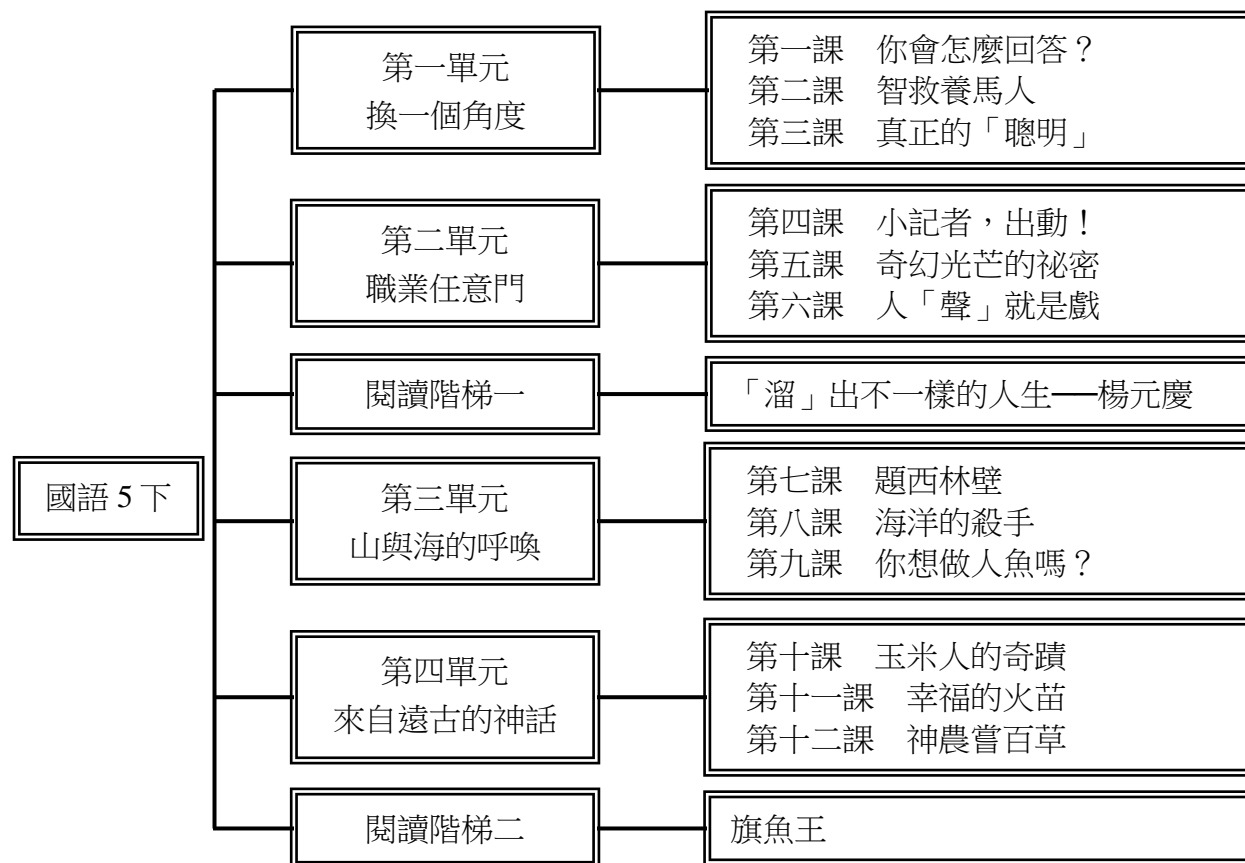 國語 5 下
第一單元
換一個角度
第一課　你會怎麼回答？
第二課　智救養馬人
第三課　真正的「聰明」
第二單元
職業任意門
第四課　小記者，出動！
第五課　奇幻光芒的祕密
第六課　人「聲」就是戲
閱讀階梯一
「溜」出不一樣的人生──楊元慶
第三單元
山與海的呼喚
第七課　題西林壁
第八課　海洋的殺手
第九課　你想做人魚嗎？
第四單元
來自遠古的神話
第十課　玉米人的奇蹟
第十一課　幸福的火苗
第十二課　神農嘗百草
閱讀階梯二
旗魚王